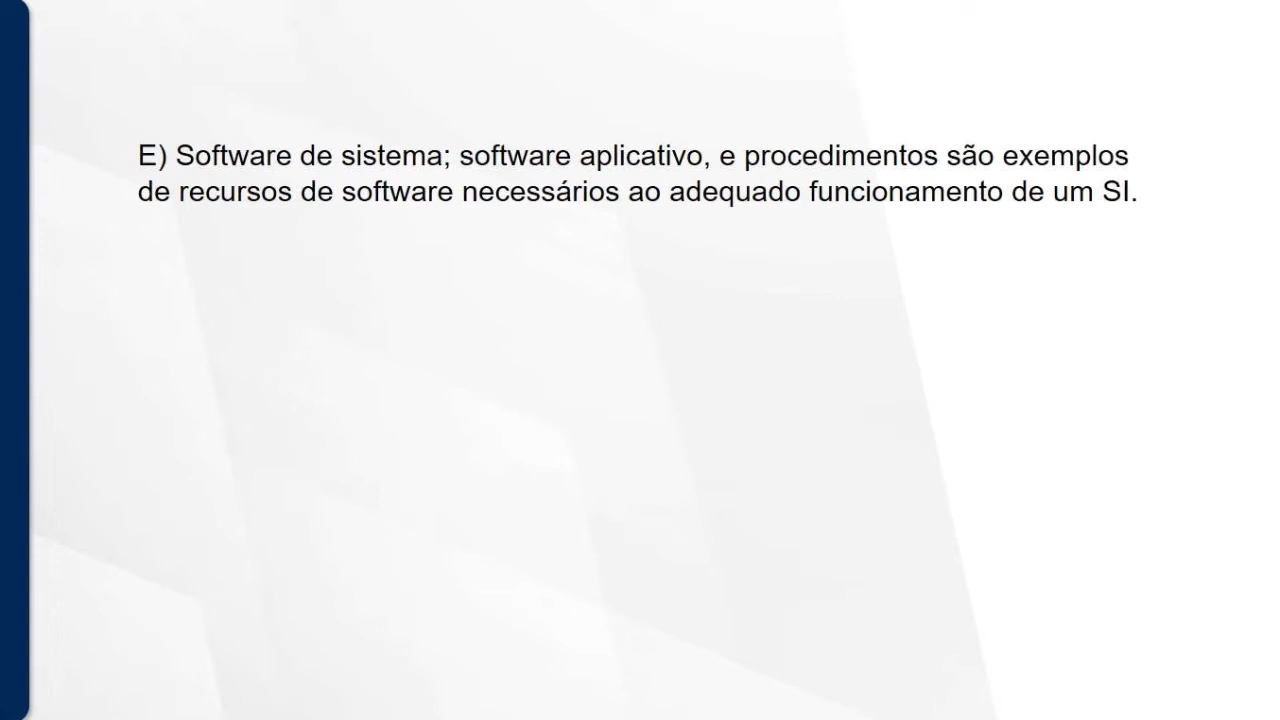 E) Software de sistema; software aplicativo, e procedimentos são exemplos
de recursos de software necessários ao adequado funcionamento de um SI.